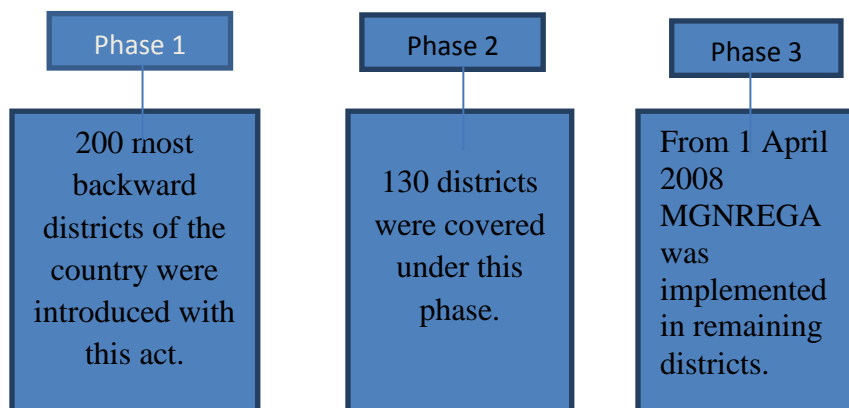 Phase 1
200 most
backward
districts of the
country were
introduced with
this act.
Phase 2
130 districts
were covered
under this
phase.
Phase 3
From 1 April
2008
MGNREGA
was
implemented
in remaining
districts.